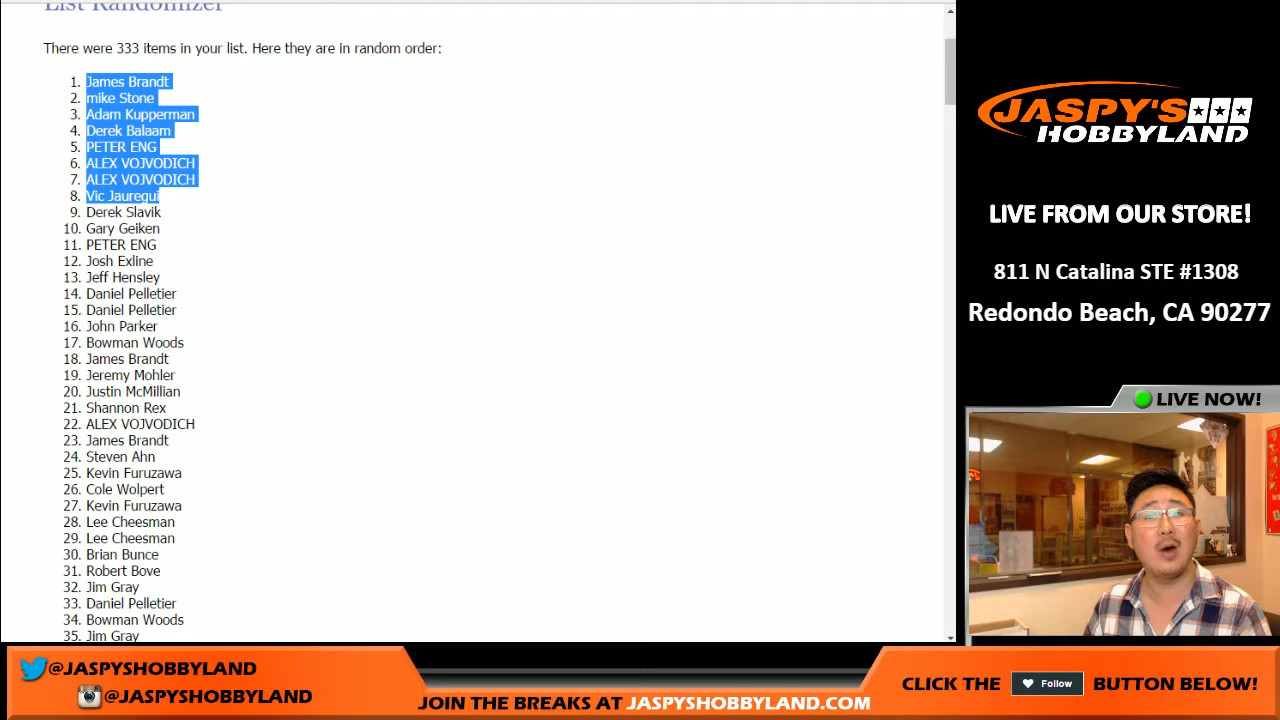 List Randomizer
There were 333 items in your list. Here they are in random order:
1. James Brandt
2. mike Stone
3. Adam Kupperman
4. Derek Balaam
5. PETER ENG
6. ALEX VOJVODICH
7. ALEX VOJVODICH
8. Vic Jauregui
9. Derek Slavik
10. Gary Geiken
11. PETER ENG
12. Josh Exline
13. Jeff Hensley
14. Daniel Pelletier
15. Daniel Pelletier
16. John Parker
17. Bowman Woods
18. James Brandt
19. Jeremy Mohler
20. Justin McMillian
21. Shannon Rex
22. ALEX VOJVODICH
23. James Brandt
24. Steven Ahn
25. Kevin Furuzawa
26. Cole Wolpert
27. Kevin Furuzawa
28. Lee Cheesman
29. Lee Cheesman
30. Brian Bunce
31. Robert Bove
32. Jim Gray
33. Daniel Pelletier
34. Bowman Woods
35. Jim Gray
JASPY'S
HOBBYLAND
LIVE FROM OUR STORE!
811 N Catalina STE #1308
Redondo Beach, CA 90277
LIVE NOW!
@JASPYSHOBBYLAND
@JASPYSHOBBYLAND
JOIN THE BREAKS AT JASPYSHOBBYLAND.COM
CLICK THE Follow BUTTON BELOW!